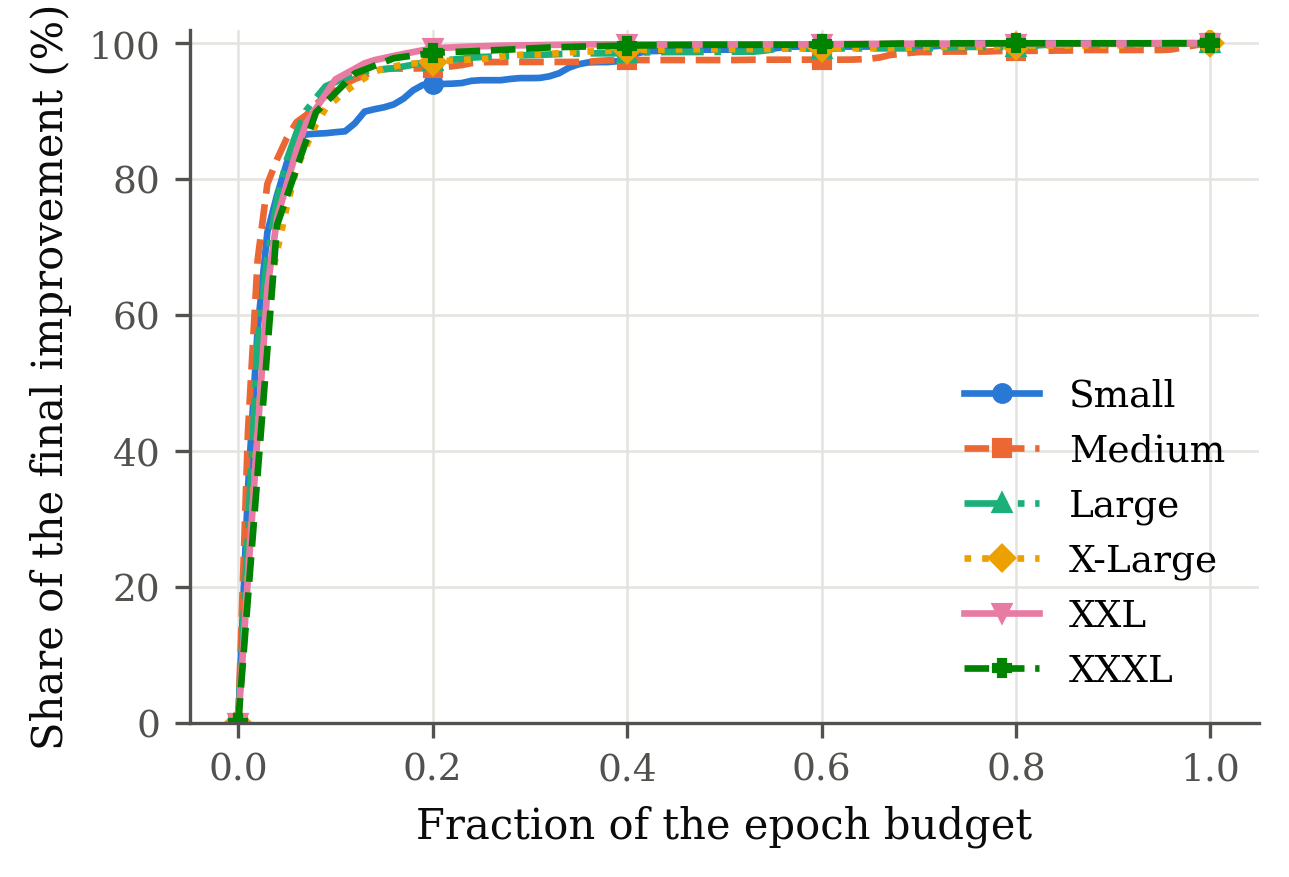 Share of the final improvement (%)
100
80
60
40
20
0
0.0 0.2 0.4 0.6 0.8 1.0
Fraction of the epoch budget
Small
Medium
Large
X-Large
XXL
XXXL